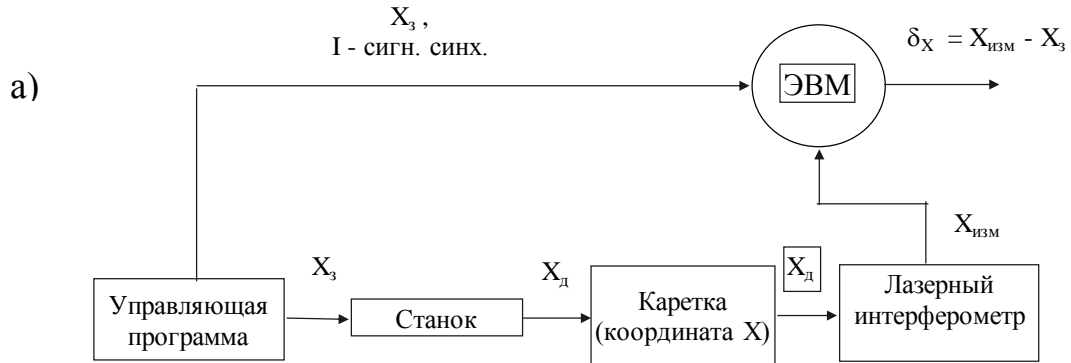 Xз ,
I - сигн. синх.
δX = Xизм - Xз
а)
ЭВМ
Xизм
Xз
Xд
Xд
Управляющая
программа
Станок
Каретка
(координата X)
Лазерный
интерферометр